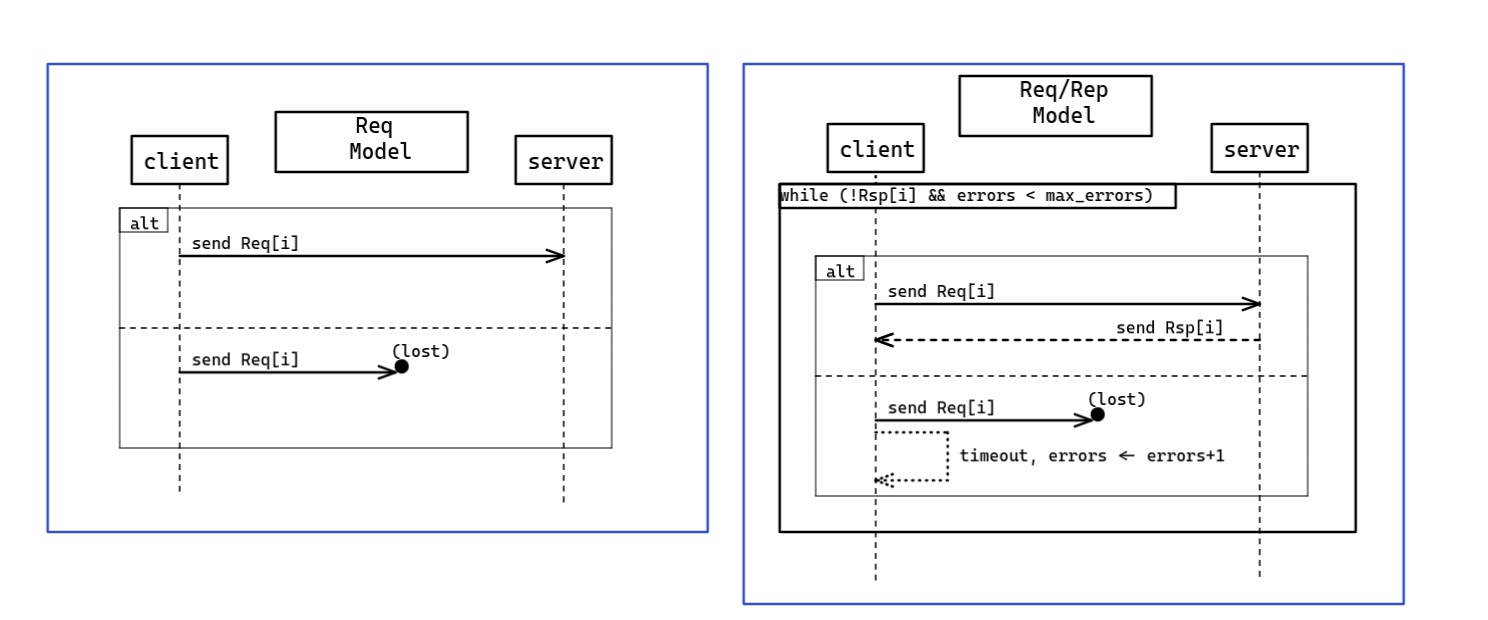 Req
Model
client
server
alt
send Req[i]
send Req[i]
(lost)
Req/Rep
Model
client
server
while (!Rsp[i] && errors < max_errors)
alt
send Req[i]
send Rsp[i]
send Req[i]
(lost)
timeout, errors ← errors+1